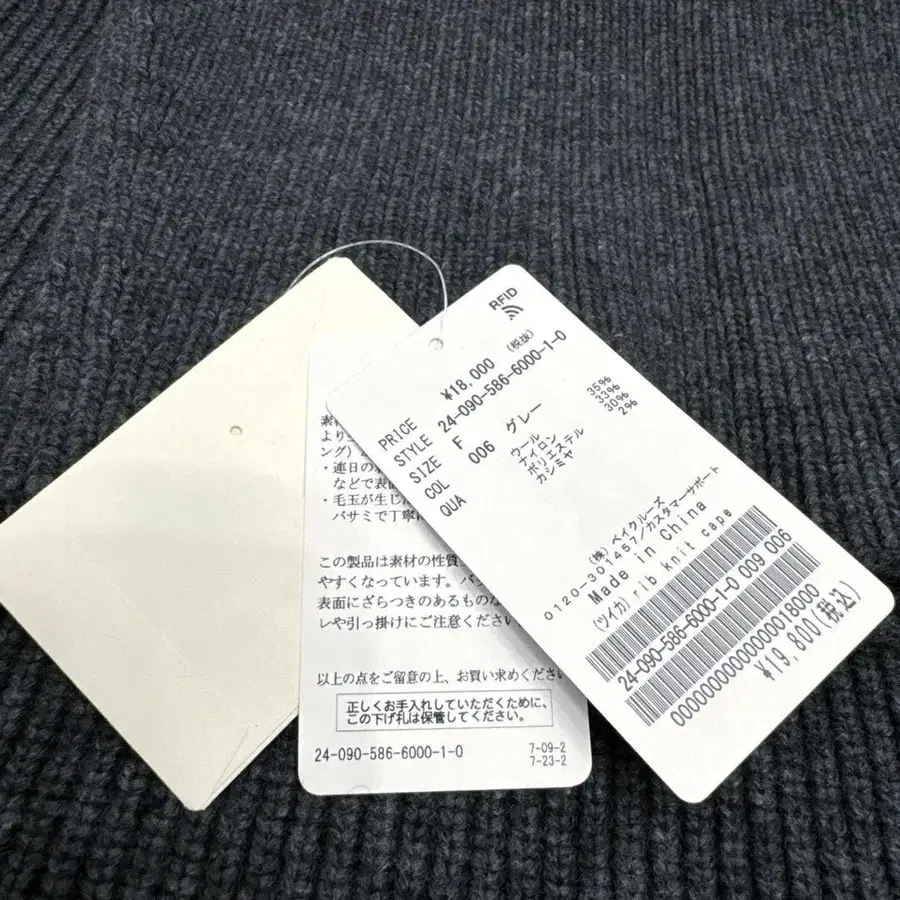 RFID
PRICE ¥18,000 (税抜)
STYLE 24-090-586-6000-1-0
SIZE F
COL 006 グレー
QUA ウール 35%
ナイロン 33%
ポリエステル 30%
カシミヤ 2%
(株)ベイクルーズ
0120-301457/カスタマーサポート
Made in China
(ツイカ)rib knit cape
24-090-586-6000-1-0 009 006
0000000000000018000
¥19,800(税込)
素
より
ング)
・連日の
などで表
・毛玉が生じ
バサミで丁寧に
この製品は素材の性質
やすくなっています。バッ
表面にざらつきのあるものな
レや引っ掛けにご注意ください
以上の点をご留意の上、お買い求めくださ
正しくお手入れしていただくために、
この下げ札は保管してください。
24-090-586-6000-1-0
7-09-2
7-23-2